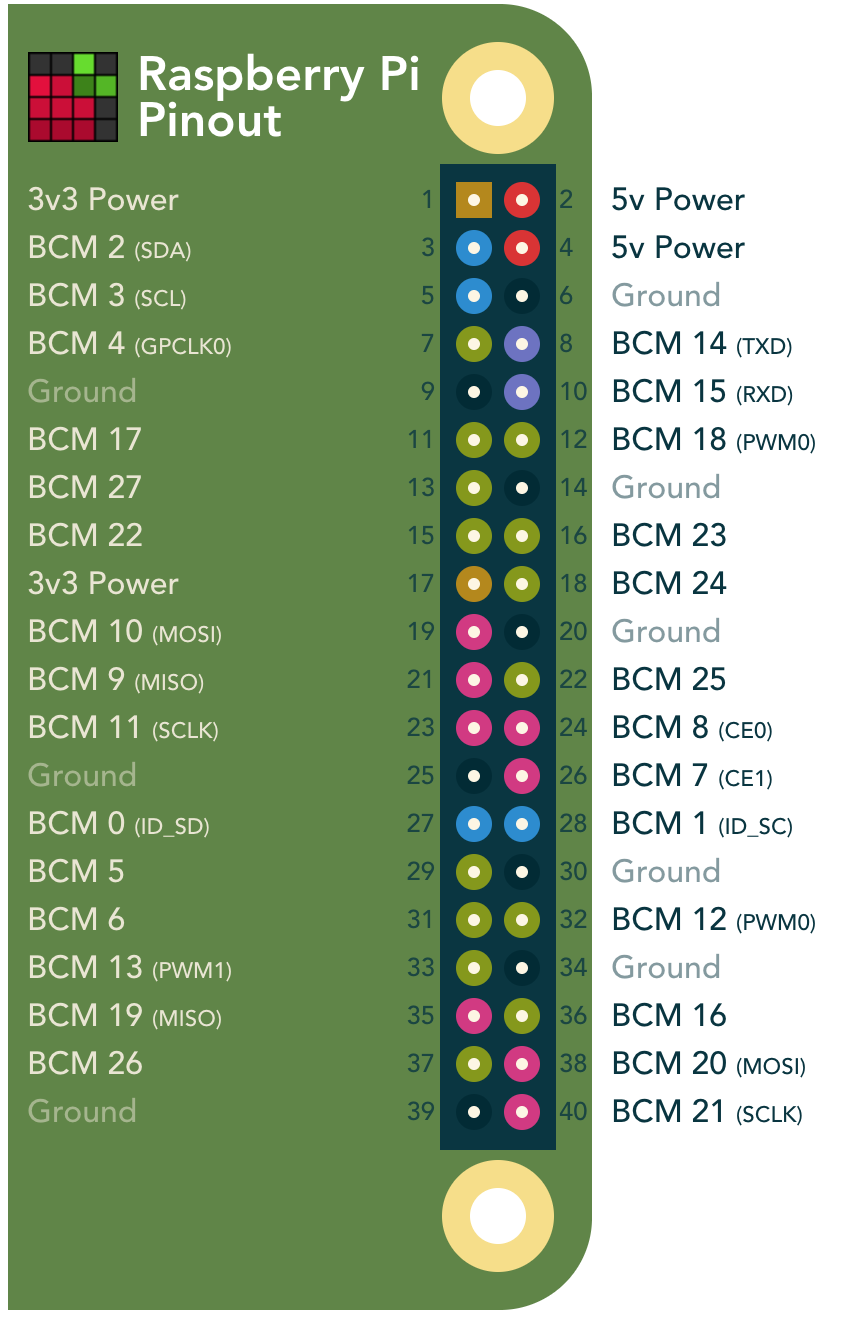 Raspberry Pi
Pinout
3v3 Power 1 2 5v Power
BCM 2 (SDA) 3 4 5v Power
BCM 3 (SCL) 5 6 Ground
BCM 4 (GPCLK0) 7 8 BCM 14 (TXD)
Ground 9 10 BCM 15 (RXD)
BCM 17 11 12 BCM 18 (PWM0)
BCM 27 13 14 Ground
BCM 22 15 16 BCM 23
3v3 Power 17 18 BCM 24
BCM 10 (MOSI) 19 20 Ground
BCM 9 (MISO) 21 22 BCM 25
BCM 11 (SCLK) 23 24 BCM 8 (CE0)
Ground 25 26 BCM 7 (CE1)
BCM 0 (ID_SD) 27 28 BCM 1 (ID_SC)
BCM 5 29 30 Ground
BCM 6 31 32 BCM 12 (PWM0)
BCM 13 (PWM1) 33 34 Ground
BCM 19 (MISO) 35 36 BCM 16
BCM 26 37 38 BCM 20 (MOSI)
Ground 39 40 BCM 21 (SCLK)